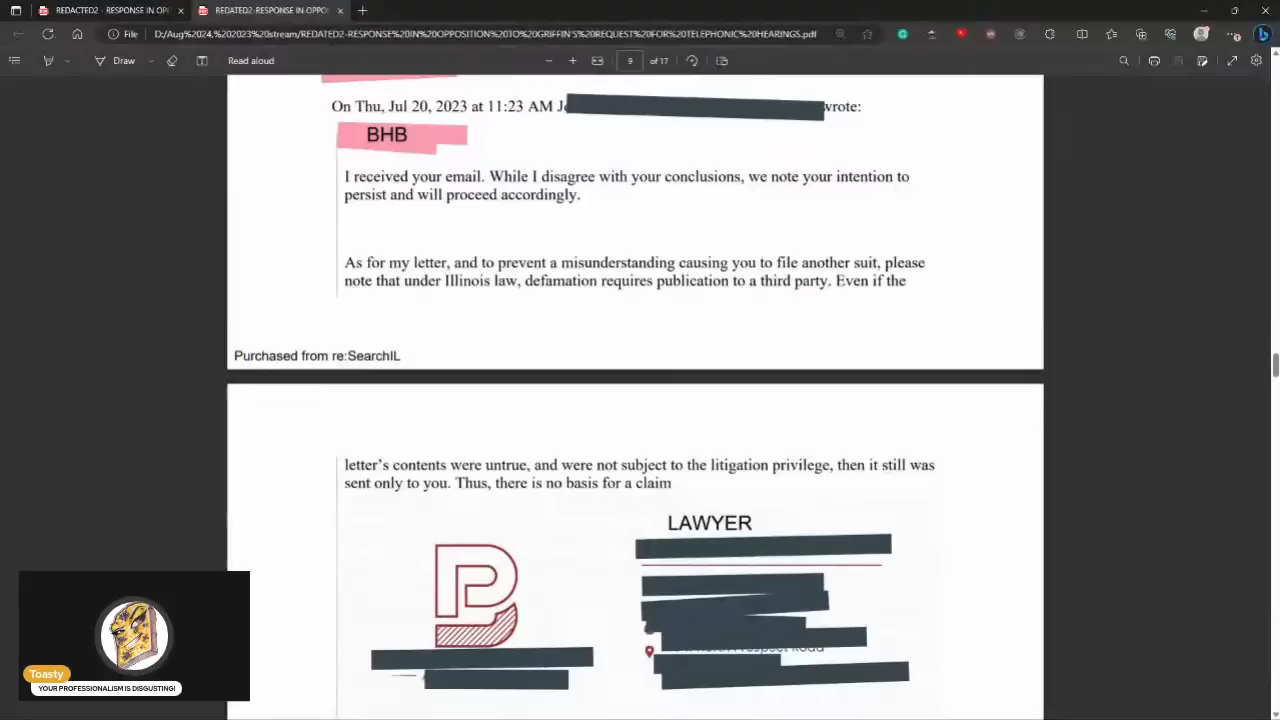 REDACTED2 - RESPONSE IN OPP
REDATED2-RESPONSE IN OPPO
File
D:/Aug%24,%202023%20stream/REDATED2-RESPONSE%20IN%20OPPOSITION%20TO%20GRIFFIN'S%20REQUEST%20FOR%20TELEPHONIC%20HEARINGS.pdf
Draw
Read aloud
9 of 17
On Thu, Jul 20, 2023 at 11:23 AM wrote:
BHB
I received your email. While I disagree with your conclusions, we note your intention to
persist and will proceed accordingly.
As for my letter, and to prevent a misunderstanding causing you to file another suit, please
note that under Illinois law, defamation requires publication to a third party. Even if the
Purchased from re:SearchIL
letter's contents were untrue, and were not subject to the litigation privilege, then it still was
sent only to you. Thus, there is no basis for a claim
LAWYER
Toasty
YOUR PROFESSIONALISM IS DISGUSTING!